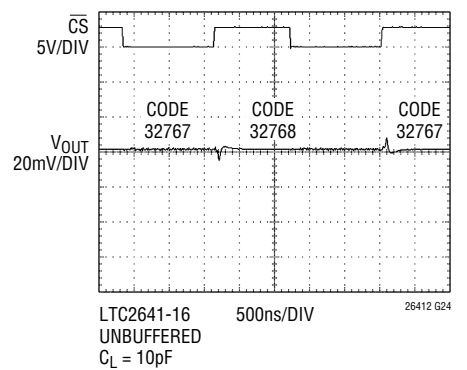 CS
5V/DIV
CODE
32767
CODE
32768
CODE
32767
VOUT
20mV/DIV
LTC2641-16
500ns/DIV
26412 G24
UNBUFFERED
CL = 10pF